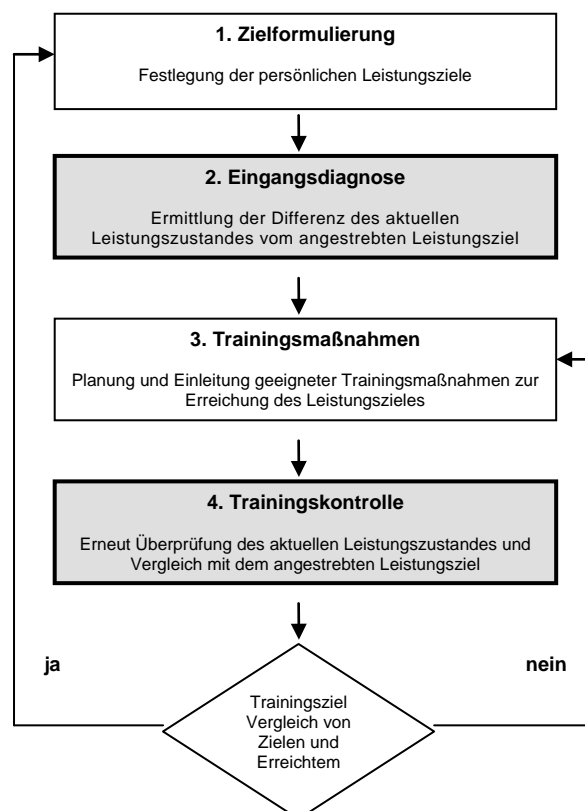 1. Zielformulierung
Festlegung der persönlichen Leistungsziele
2. Eingangsdiagnose
Ermittlung der Differenz des aktuellen
Leistungszustandes vom angestrebten Leistungsziel
3. Trainingsmaßnahmen
Planung und Einleitung geeigneter Trainingsmaßnahmen zur
Erreichung des Leistungszieles
4. Trainingskontrolle
Erneut Überprüfung des aktuellen Leistungszustandes und
Vergleich mit dem angestrebten Leistungsziel
ja
nein
Trainingsziel
Vergleich von
Zielen und
Erreichtem